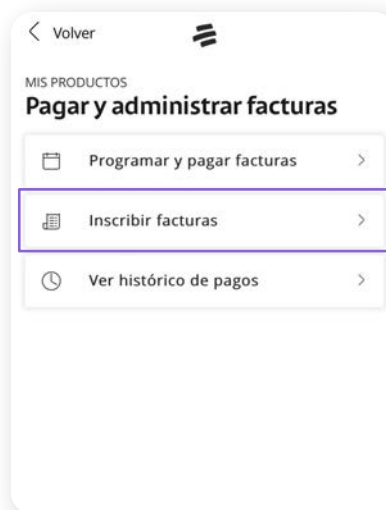 Volver
MIS PRODUCTOS
Pagar y administrar facturas
Programar y pagar facturas
Inscribir facturas
Ver histórico de pagos